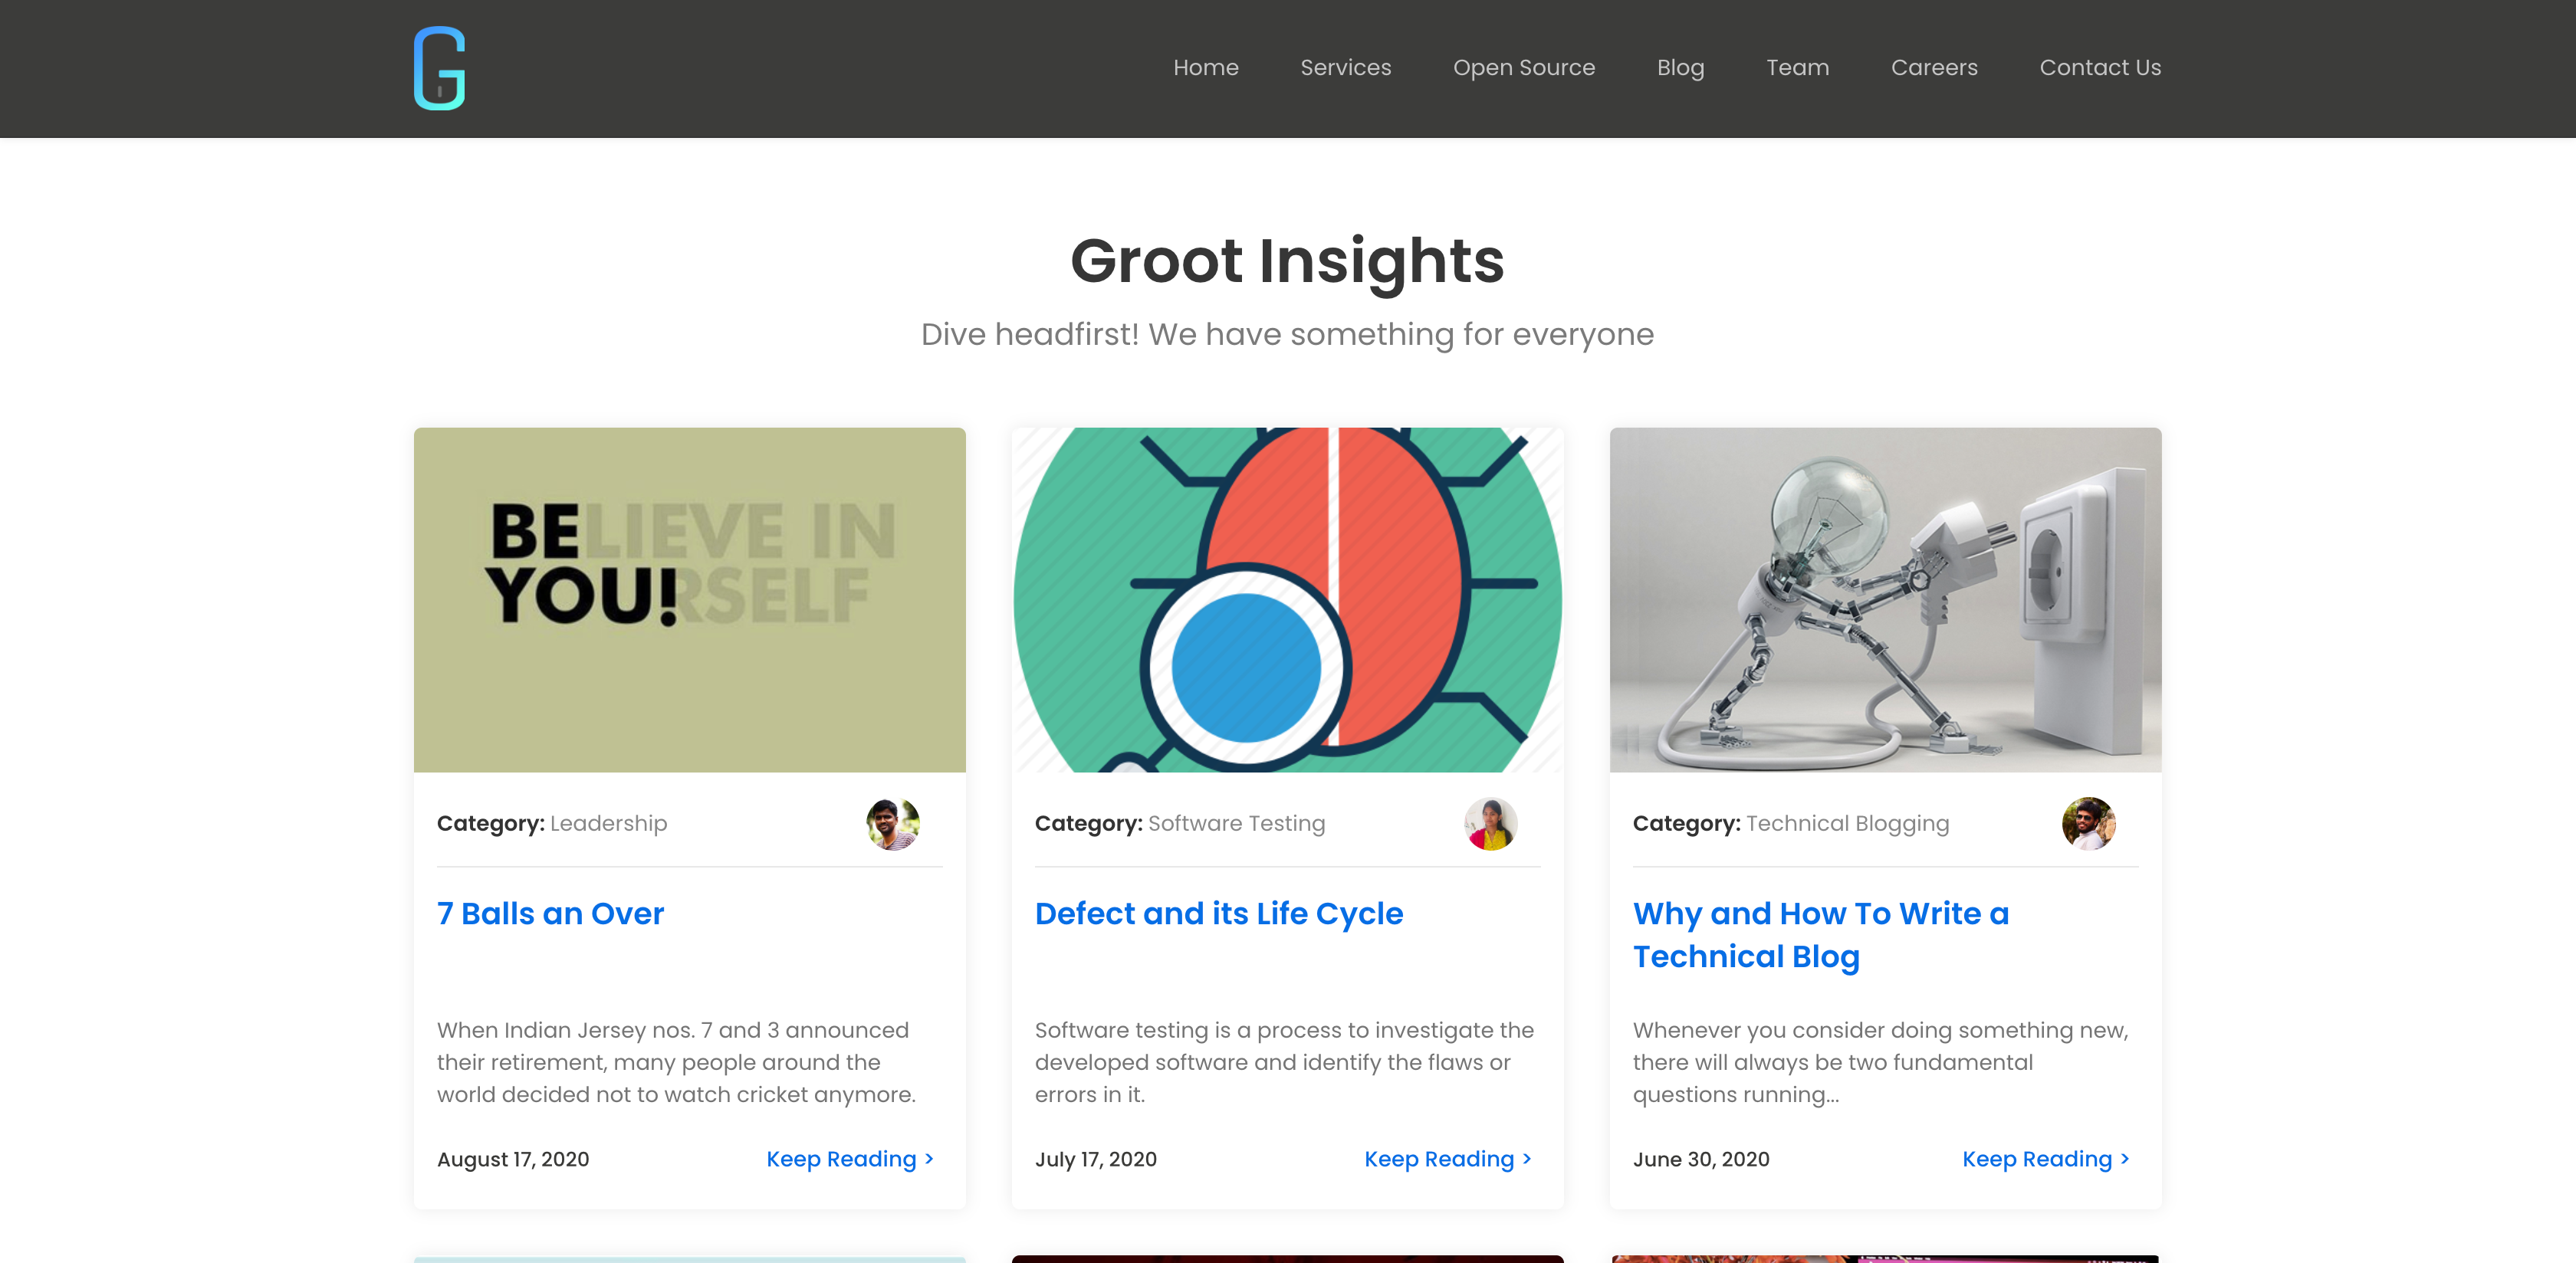 G
Home Services Open Source Blog Team Careers Contact Us
Groot Insights
Dive headfirst! We have something for everyone
BELIEVE IN
YOU!RSELF
Category: Leadership
7 Balls an Over
When Indian Jersey nos. 7 and 3 announced
their retirement, many people around the
world decided not to watch cricket anymore.
August 17, 2020
Keep Reading >
Category: Software Testing
Defect and its Life Cycle
Software testing is a process to investigate the
developed software and identify the flaws or
errors in it.
July 17, 2020
Keep Reading >
Category: Technical Blogging
Why and How To Write a
Technical Blog
Whenever you consider doing something new,
there will always be two fundamental
questions running...
June 30, 2020
Keep Reading >